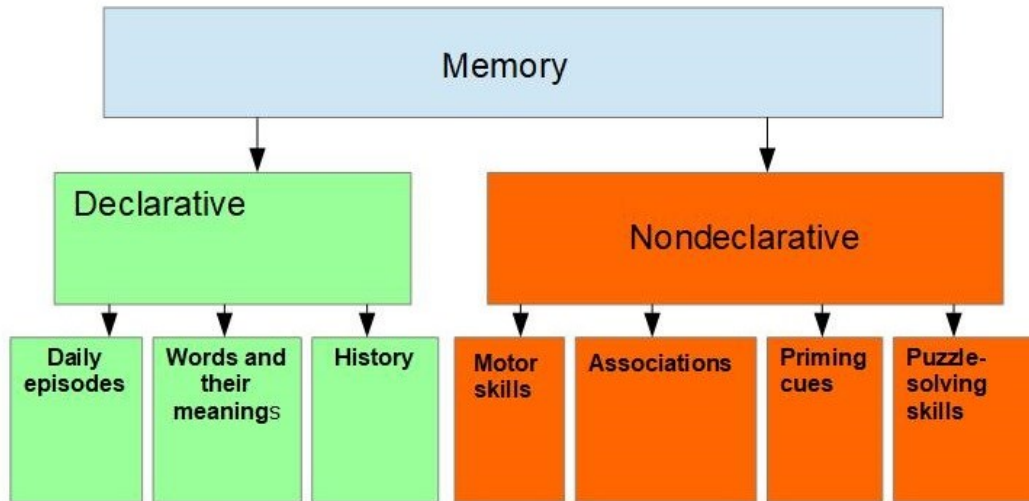 Memory
Declarative
Nondeclarative
Daily
episodes
Words and
their
meanings
History
Motor
skills
Associations
Priming
cues
Puzzle-
solving
skills